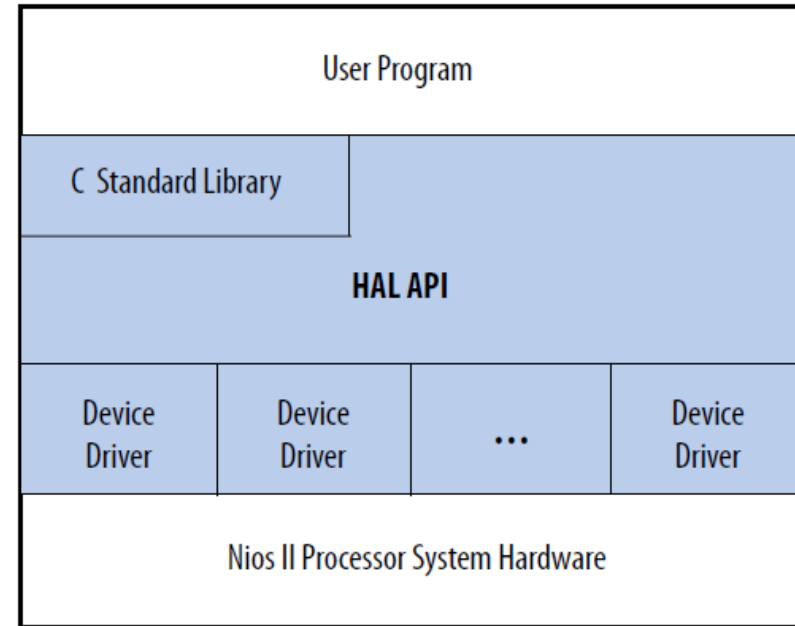 User Program
C Standard Library
HAL API
Device
Driver
Device
Driver
...
Device
Driver
Nios II Processor System Hardware